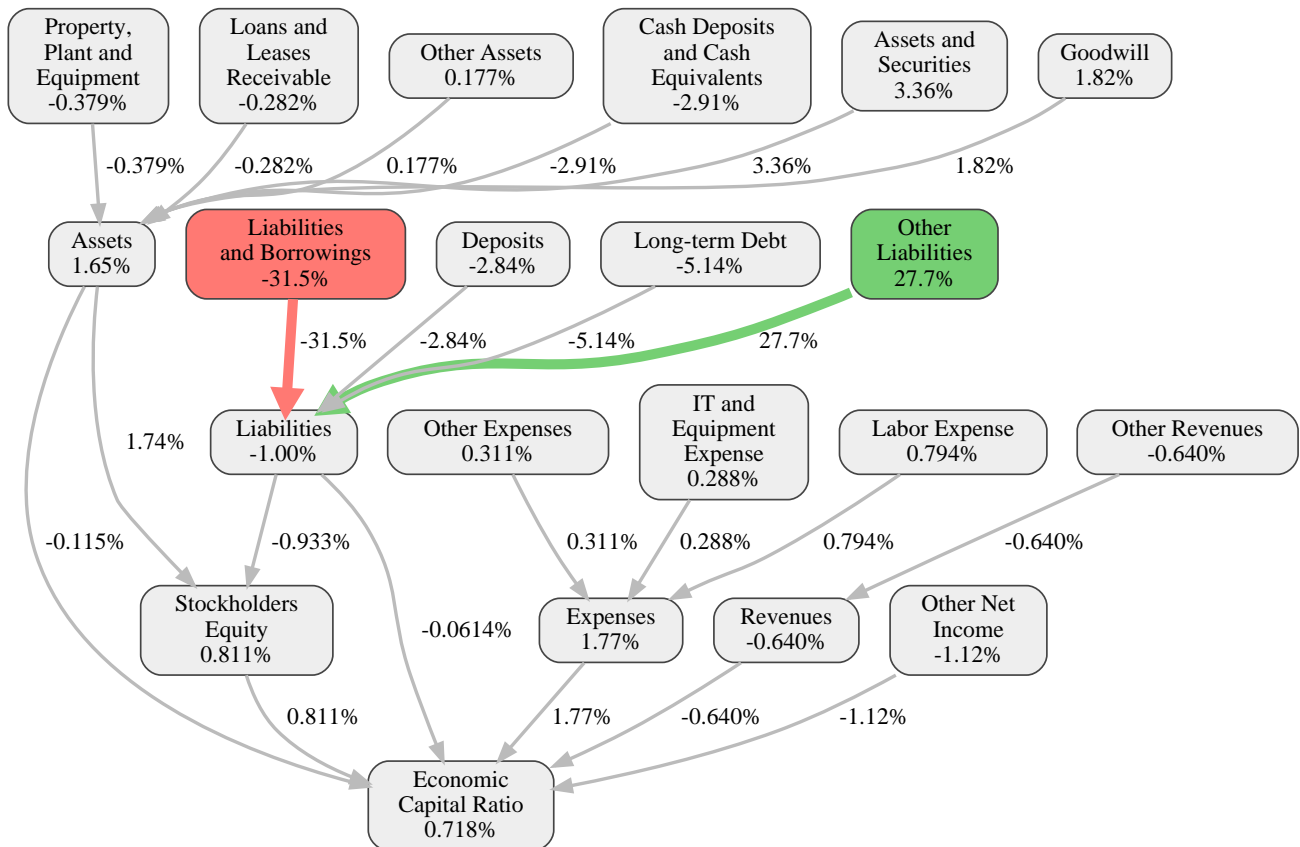 Property,
Plant and
Equipment
-0.379%
Loans and
Leases
Receivable
-0.282%
Other Assets
0.177%
Cash Deposits
and Cash
Equivalents
-2.91%
Assets and
Securities
3.36%
Goodwill
1.82%
-0.379%
-0.282%
0.177%
-2.91%
3.36%
1.82%
Assets
1.65%
Liabilities
and Borrowings
-31.5%
Deposits
-2.84%
Long-term Debt
-5.14%
Other
Liabilities
27.7%
-31.5%
-2.84%
-5.14%
27.7%
1.74%
Liabilities
-1.00%
Other Expenses
0.311%
IT and
Equipment
Expense
0.288%
Labor Expense
0.794%
Other Revenues
-0.640%
-0.115%
-0.933%
0.311%
0.288%
0.794%
-0.640%
Stockholders
Equity
0.811%
-0.0614%
Expenses
1.77%
Revenues
-0.640%
Other Net
Income
-1.12%
0.811%
1.77%
-0.640%
-1.12%
Economic
Capital Ratio
0.718%